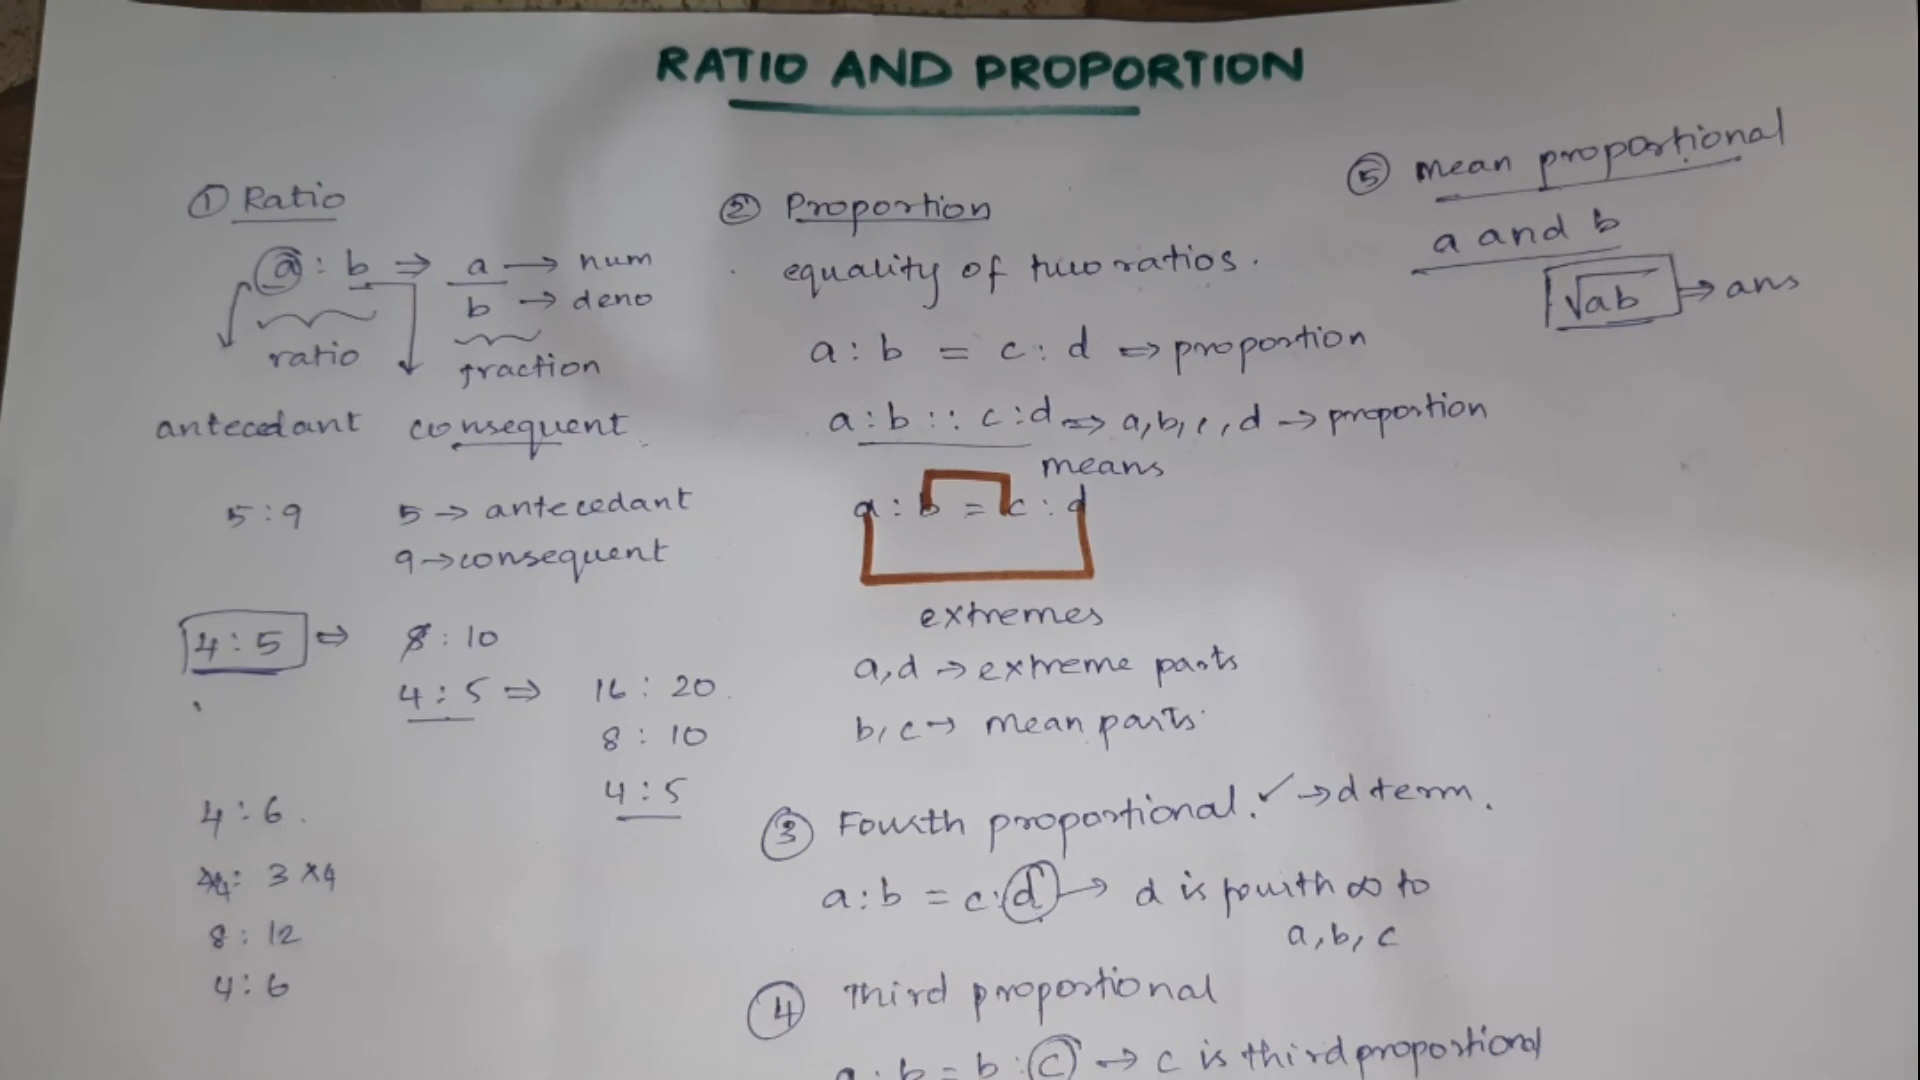 RATIO AND PROPORTION
① Ratio
a : b ⇒ a → num
b → deno
ratio
fraction
antecedant consequent
5 : 9 5 → antecedant
9 → consequent
4 : 5 ⇒ 8 : 10
4 : 5 ⇒ 16 : 20
8 : 10
4 : 5
4 : 6
: 3 × 4
8 : 12
4 : 6
② Proportion
equality of two ratios.
a : b = c : d ⇒ proportion
a : b :: c : d ⇒ a, b, c, d → proportion
means
a : b = c : d
extremes
a, d → extreme parts
b, c → mean parts
③ Fourth proportional. ✓ → d term.
a : b = c : d → d is fourth ∝ to
a, b, c
④ Third proportional
a : b = b : c → c is third proportional
⑤ mean proportional
a and b
√ab ⇒ ans